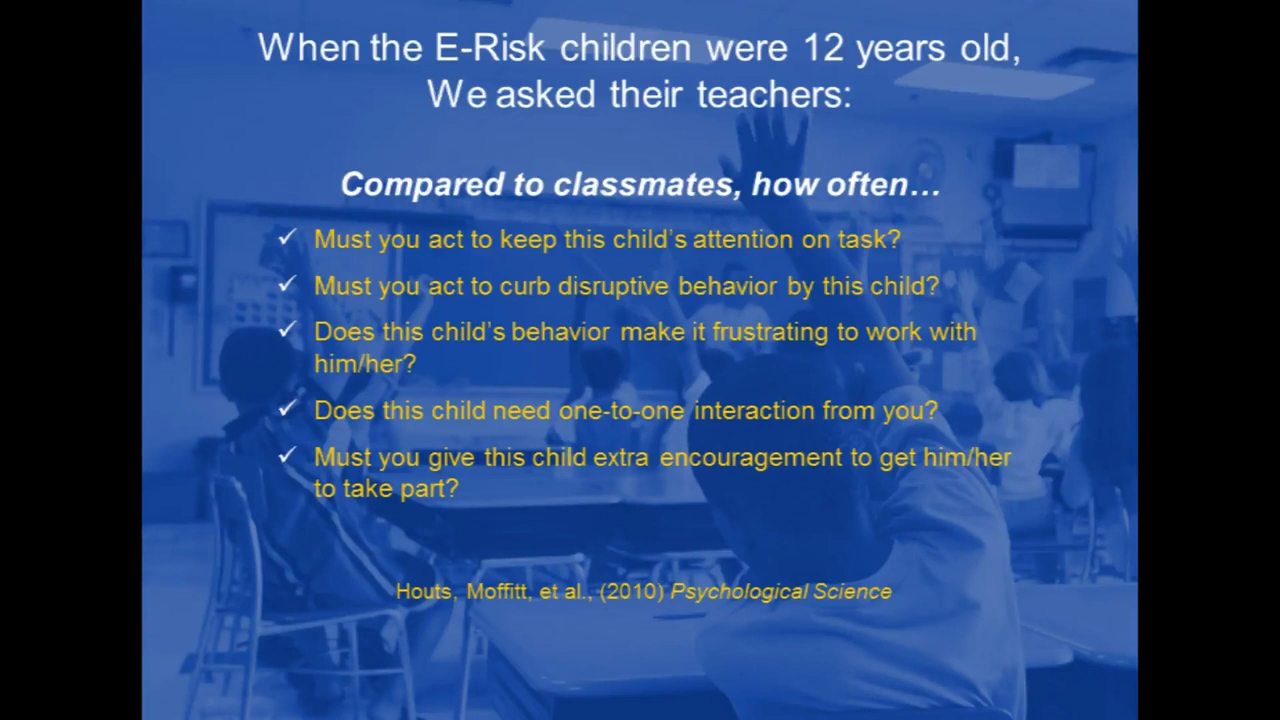 When the E-Risk children were 12 years old,
We asked their teachers:
Compared to classmates, how often…
✓ Must you act to keep this child's attention on task?
✓ Must you act to curb disruptive behavior by this child?
✓ Does this child's behavior make it frustrating to work with
him/her?
✓ Does this child need one-to-one interaction from you?
✓ Must you give this child extra encouragement to get him/her
to take part?
Houts, Moffitt, et al., (2010) Psychological Science